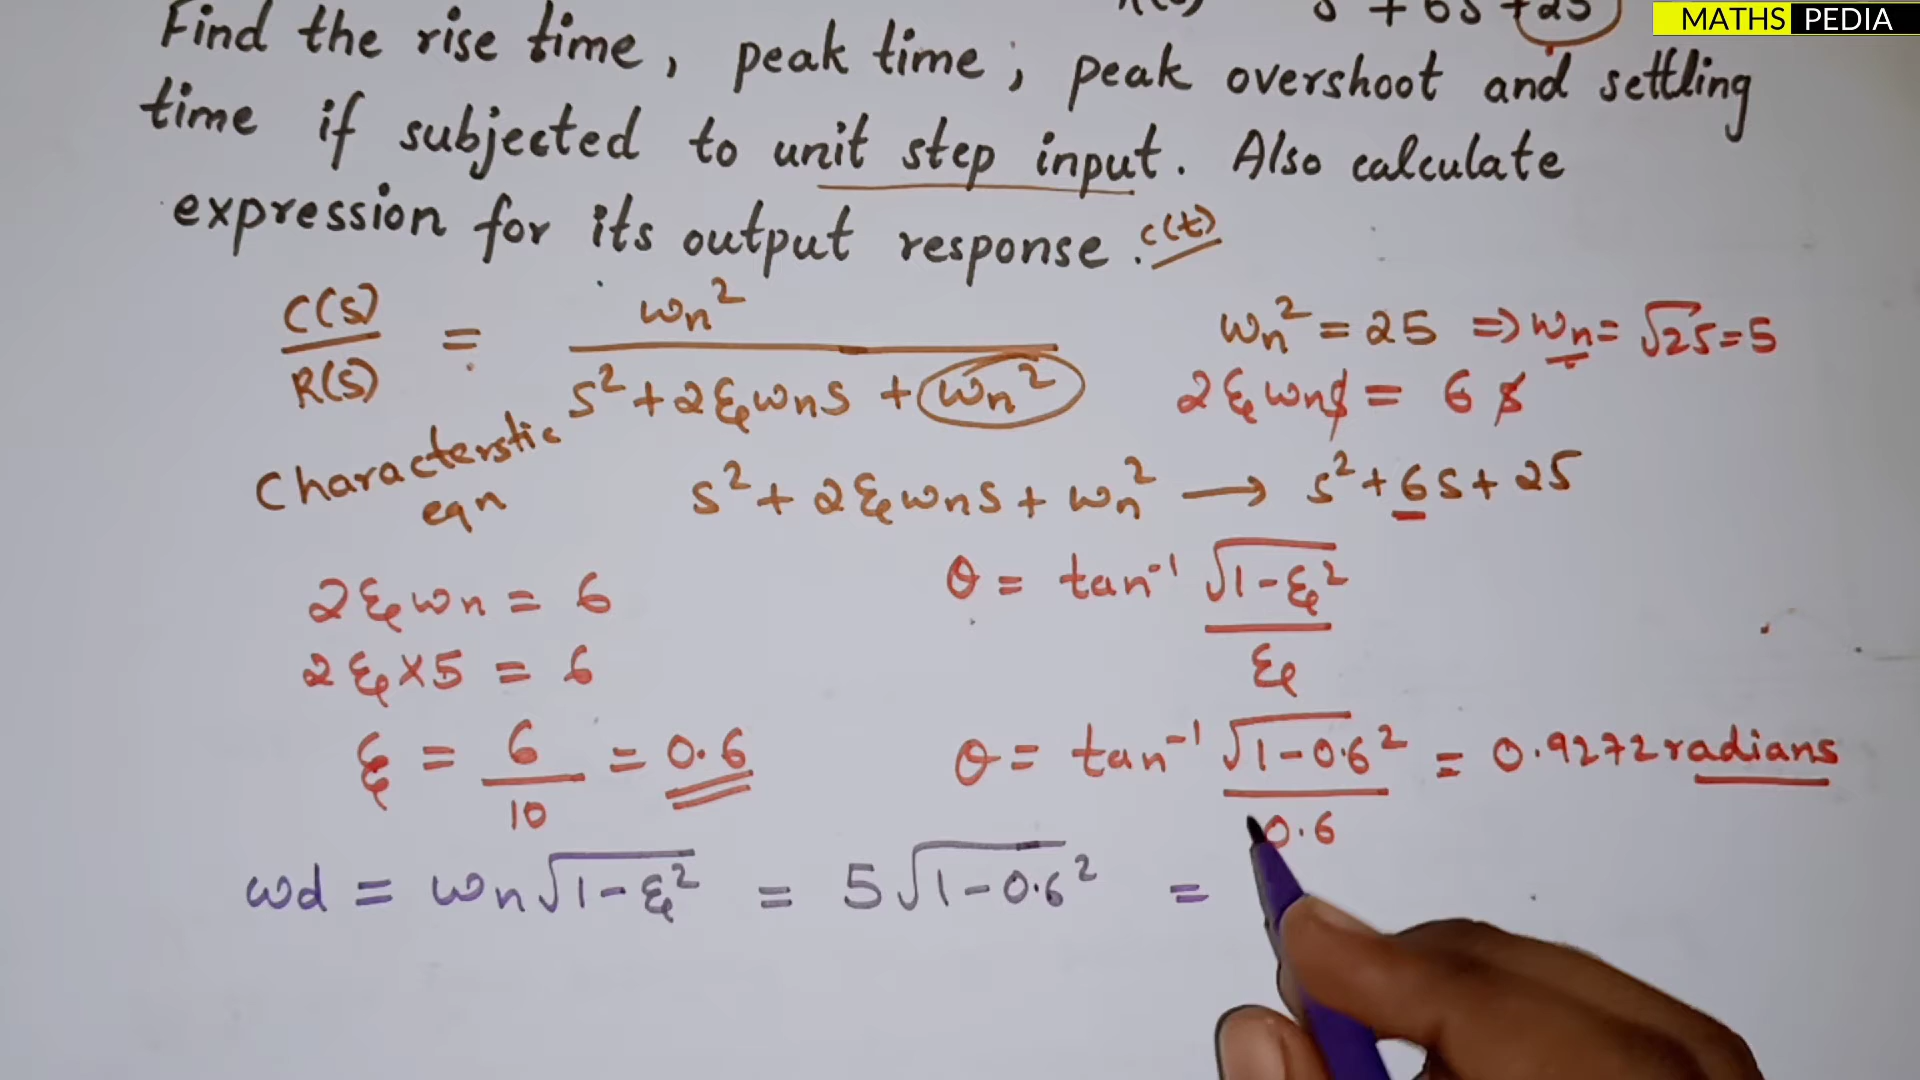 s + 6s + 25
MATHS PEDIA
Find the rise time, peak time, peak overshoot and settling
time if subjected to unit step input. Also calculate
expression for its output response. c(t)
C(s)/R(s) = ωn²/(s² + 2ξωns + ωn²)
ωn² = 25 => ωn = √25 = 5
2ξωns = 6s
Characterstic eqn
s² + 2ξωns + ωn² → s² + 6s + 25
2ξωn = 6
θ = tan⁻¹ √(1-ξ²)/ξ
2ξ×5 = 6
ξ = 6/10 = 0.6
θ = tan⁻¹ √(1-0.6²)/0.6 = 0.9272 radians
ωd = ωn√(1-ξ²) = 5√(1-0.6²) =